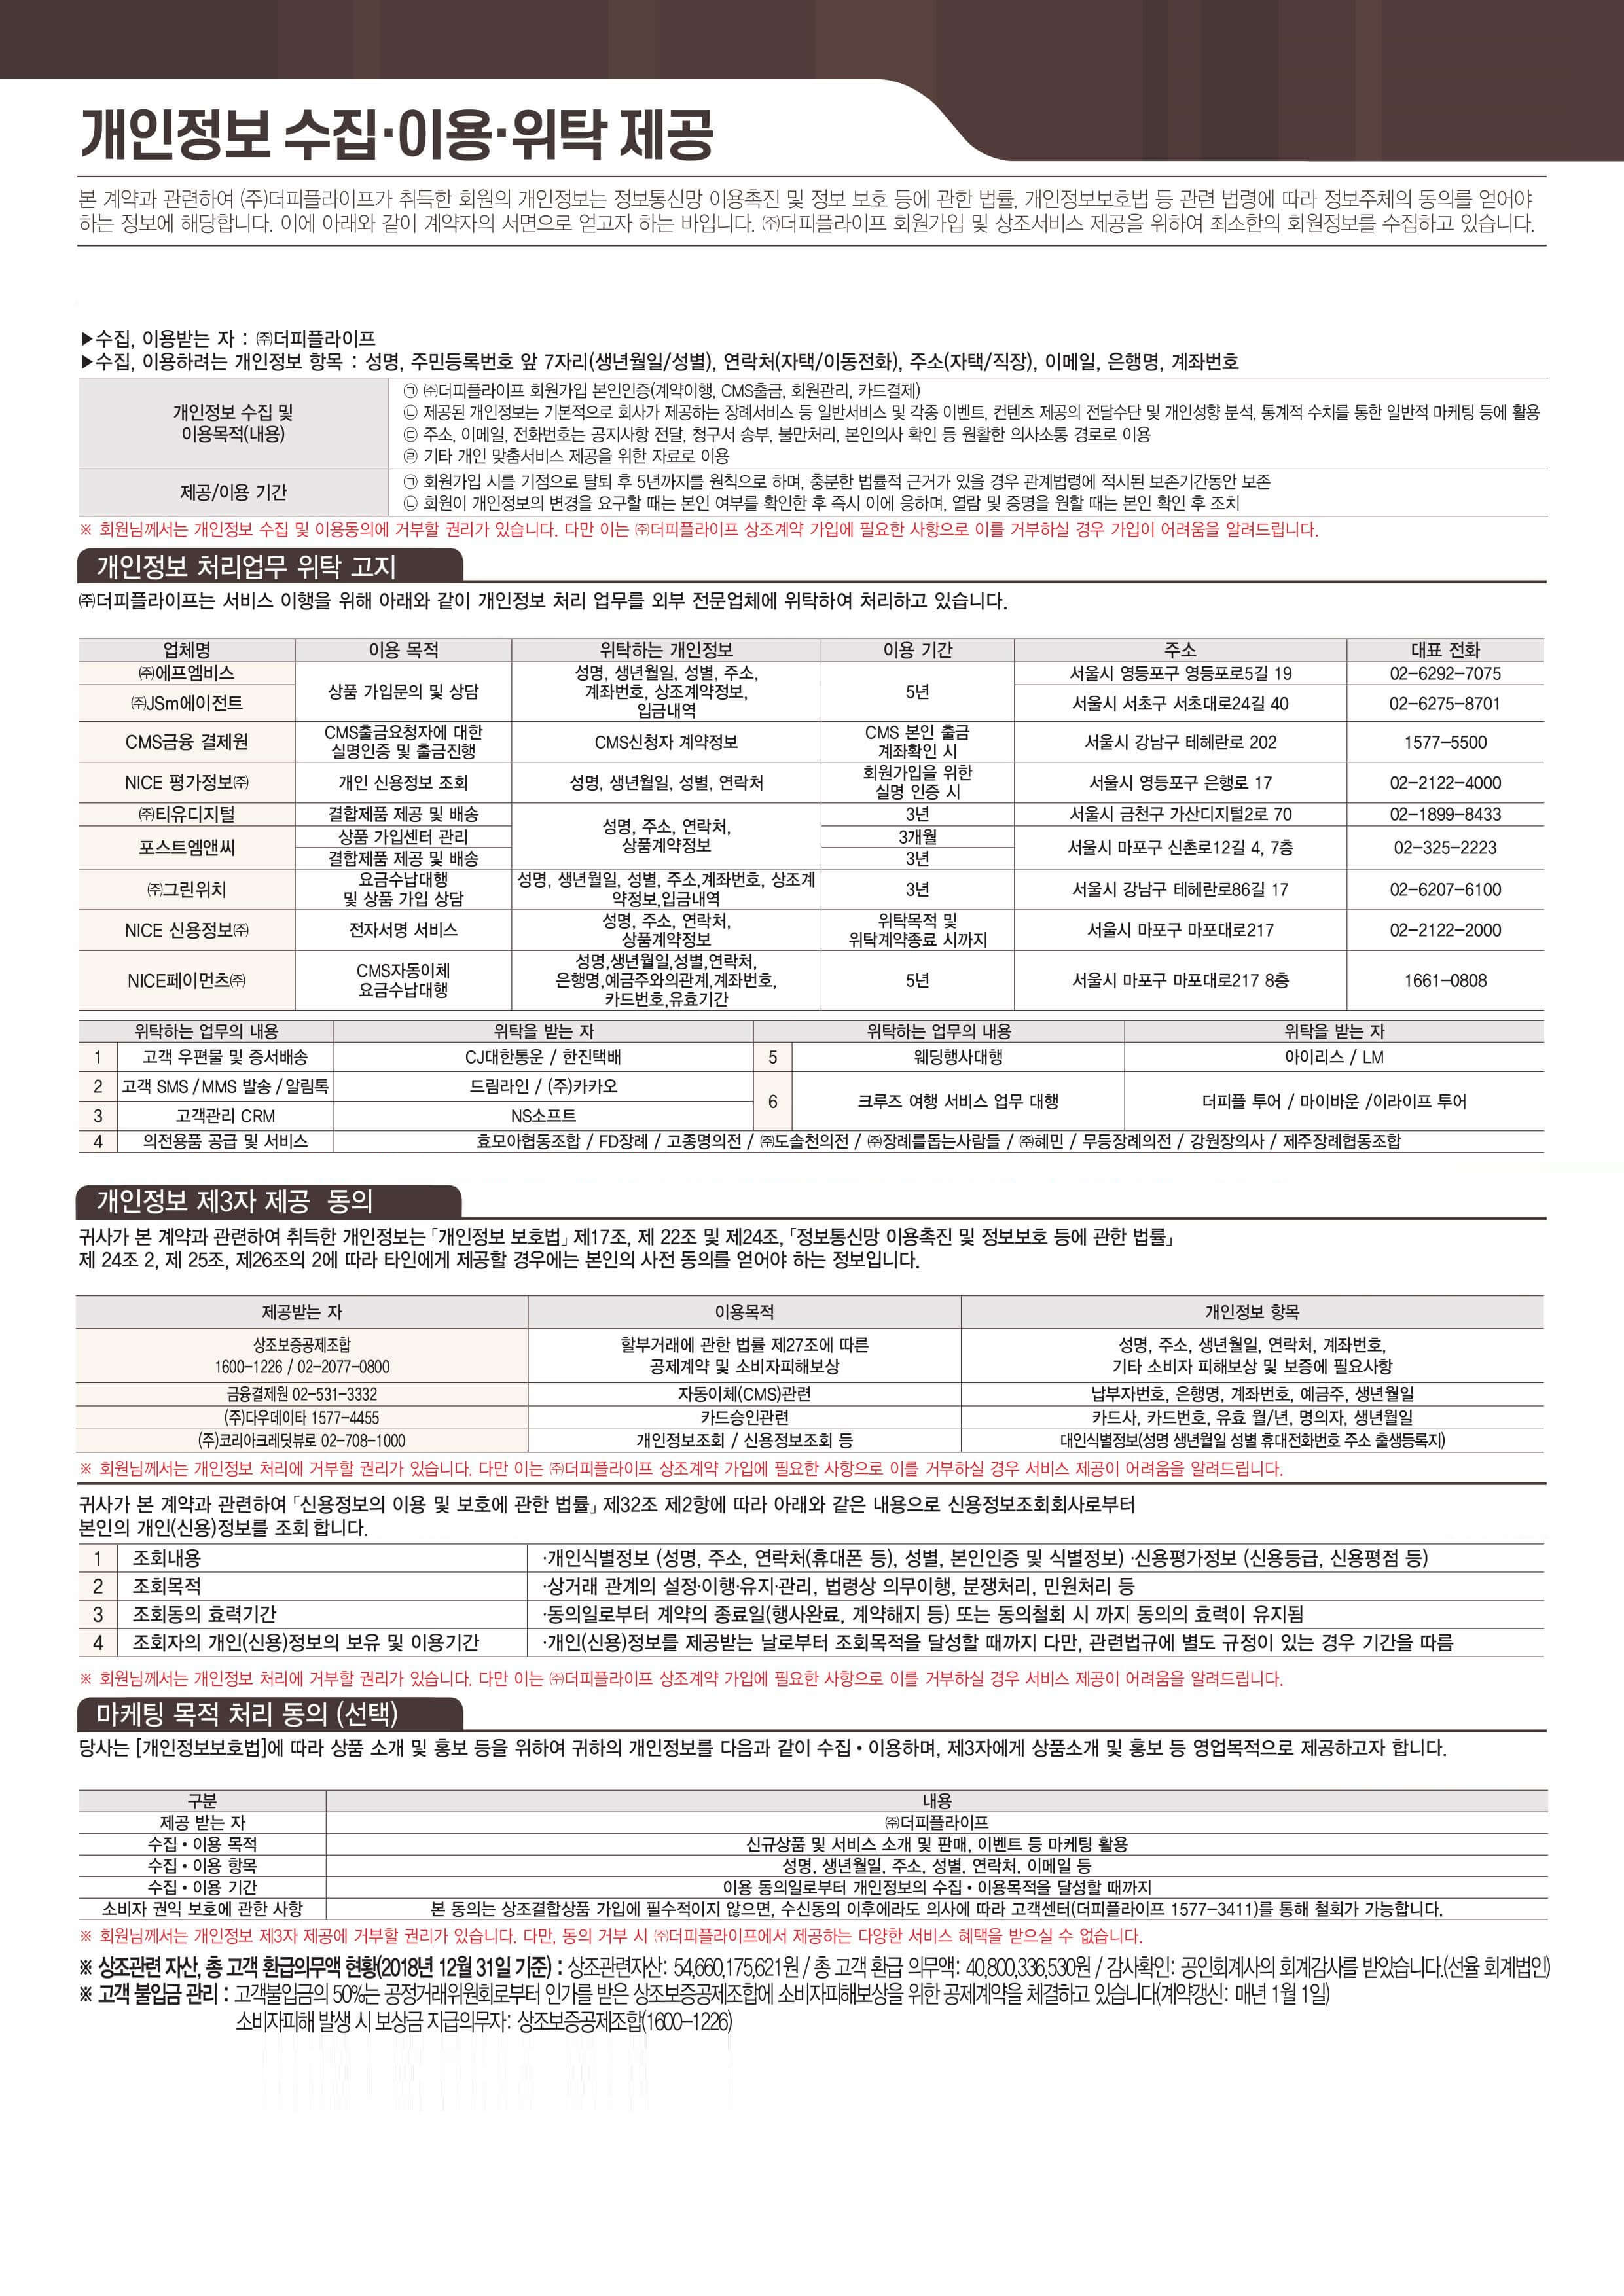 개인정보 수집·이용·위탁 제공
본 계약과 관련하여 (주)더피플라이프가 취득한 회원의 개인정보는 정보통신망 이용촉진 및 정보 보호 등에 관한 법률, 개인정보보호법 등 관련 법령에 따라 정보주체의 동의를 얻어야
하는 정보에 해당합니다. 이에 아래와 같이 계약자의 서면으로 얻고자 하는 바입니다. ㈜더피플라이프 회원가입 및 상조서비스 제공을 위하여 최소한의 회원정보를 수집하고 있습니다.
▶수집, 이용받는 자 : ㈜더피플라이프
▶수집, 이용하려는 개인정보 항목 : 성명, 주민등록번호 앞 7자리(생년월일/성별), 연락처(자택/이동전화), 주소(자택/직장), 이메일, 은행명, 계좌번호
개인정보 수집 및
이용목적(내용)
㉠ ㈜더피플라이프 회원가입 본인인증(계약이행, CMS출금, 회원관리, 카드결제)
㉡ 제공된 개인정보는 기본적으로 회사가 제공하는 장례서비스 등 일반서비스 및 각종 이벤트, 컨텐츠 제공의 전달수단 및 개인성향 분석, 통계적 수치를 통한 일반적 마케팅 등에 활용
㉢ 주소, 이메일, 전화번호는 공지사항 전달, 청구서 송부, 불만처리, 본인의사 확인 등 원활한 의사소통 경로로 이용
㉣ 기타 개인 맞춤서비스 제공을 위한 자료로 이용
제공/이용 기간
㉠ 회원가입 시를 기점으로 탈퇴 후 5년까지를 원칙으로 하며, 충분한 법률적 근거가 있을 경우 관계법령에 적시된 보존기간동안 보존
㉡ 회원이 개인정보의 변경을 요구할 때는 본인 여부를 확인한 후 즉시 이에 응하며, 열람 및 증명을 원할 때는 본인 확인 후 조치
※ 회원님께서는 개인정보 수집 및 이용동의에 거부할 권리가 있습니다. 다만 이는 ㈜더피플라이프 상조계약 가입에 필요한 사항으로 이를 거부하실 경우 가입이 어려움을 알려드립니다.
개인정보 처리업무 위탁 고지
㈜더피플라이프는 서비스 이행을 위해 아래와 같이 개인정보 처리 업무를 외부 전문업체에 위탁하여 처리하고 있습니다.
업체명 이용 목적 위탁하는 개인정보 이용 기간 주소 대표 전화
㈜에프엠비스 서울시 영등포구 영등포로5길 19 02-6292-7075
상품 가입문의 및 상담
성명, 생년월일, 성별, 주소,
계좌번호, 상조계약정보,
입금내역
5년
㈜JSm에이전트 서울시 서초구 서초대로24길 40 02-6275-8701
CMS금융 결제원
CMS출금요청자에 대한
실명인증 및 출금진행
CMS신청자 계약정보
CMS 본인 출금
계좌확인 시
서울시 강남구 테헤란로 202 1577-5500
NICE 평가정보㈜ 개인 신용정보 조회 성명, 생년월일, 성별, 연락처
회원가입을 위한
실명 인증 시
서울시 영등포구 은행로 17 02-2122-4000
㈜티유디지털 결합제품 제공 및 배송 3년 서울시 금천구 가산디지털2로 70 02-1899-8433
성명, 주소, 연락처,
상품계약정보
포스트엠앤씨
상품 가입센터 관리 3개월
결합제품 제공 및 배송 3년
서울시 마포구 신촌로12길 4, 7층 02-325-2223
㈜그린위치
요금수납대행
및 상품 가입 상담
성명, 생년월일, 성별, 주소,계좌번호, 상조계
약정보,입금내역
3년 서울시 강남구 테헤란로86길 17 02-6207-6100
NICE 신용정보㈜ 전자서명 서비스
성명, 주소, 연락처,
상품계약정보
위탁목적 및
위탁계약종료 시까지
서울시 마포구 마포대로217 02-2122-2000
NICE페이먼츠㈜
CMS자동이체
요금수납대행
성명,생년월일,성별,연락처,
은행명,예금주와의관계,계좌번호,
카드번호,유효기간
5년 서울시 마포구 마포대로217 8층 1661-0808
위탁하는 업무의 내용 위탁을 받는 자 위탁하는 업무의 내용 위탁을 받는 자
1 고객 우편물 및 증서배송 CJ대한통운 / 한진택배 5 웨딩행사대행 아이리스 / LM
2 고객 SMS / MMS 발송 / 알림톡 드림라인 / (주)카카오
6 크루즈 여행 서비스 업무 대행 더피플 투어 / 마이바운 /이라이프 투어
3 고객관리 CRM NS소프트
4 의전용품 공급 및 서비스 효모아협동조합 / FD장례 / 고종명의전 / ㈜도솔천의전 / ㈜장례를돕는사람들 / ㈜혜민 / 무등장례의전 / 강원장의사 / 제주장례협동조합
개인정보 제3자 제공 동의
귀사가 본 계약과 관련하여 취득한 개인정보는 「개인정보 보호법」 제17조, 제 22조 및 제24조, 「정보통신망 이용촉진 및 정보보호 등에 관한 법률」
제 24조 2, 제 25조, 제26조의 2에 따라 타인에게 제공할 경우에는 본인의 사전 동의를 얻어야 하는 정보입니다.
제공받는 자 이용목적 개인정보 항목
상조보증공제조합
1600-1226 / 02-2077-0800
할부거래에 관한 법률 제27조에 따른
공제계약 및 소비자피해보상
성명, 주소, 생년월일, 연락처, 계좌번호,
기타 소비자 피해보상 및 보증에 필요사항
금융결제원 02-531-3332 자동이체(CMS)관련 납부자번호, 은행명, 계좌번호, 예금주, 생년월일
(주)다우데이타 1577-4455 카드승인관련 카드사, 카드번호, 유효 월/년, 명의자, 생년월일
(주)코리아크레딧뷰로 02-708-1000 개인정보조회 / 신용정보조회 등 대인식별정보(성명 생년월일 성별 휴대전화번호 주소 출생등록지)
※ 회원님께서는 개인정보 처리에 거부할 권리가 있습니다. 다만 이는 ㈜더피플라이프 상조계약 가입에 필요한 사항으로 이를 거부하실 경우 서비스 제공이 어려움을 알려드립니다.
귀사가 본 계약과 관련하여 「신용정보의 이용 및 보호에 관한 법률」 제32조 제2항에 따라 아래와 같은 내용으로 신용정보조회회사로부터
본인의 개인(신용)정보를 조회 합니다.
1 조회내용 ·개인식별정보 (성명, 주소, 연락처(휴대폰 등), 성별, 본인인증 및 식별정보) ·신용평가정보 (신용등급, 신용평점 등)
2 조회목적 ·상거래 관계의 설정·이행·유지·관리, 법령상 의무이행, 분쟁처리, 민원처리 등
3 조회동의 효력기간 ·동의일로부터 계약의 종료일(행사완료, 계약해지 등) 또는 동의철회 시 까지 동의의 효력이 유지됨
4 조회자의 개인(신용)정보의 보유 및 이용기간 ·개인(신용)정보를 제공받는 날로부터 조회목적을 달성할 때까지 다만, 관련법규에 별도 규정이 있는 경우 기간을 따름
※ 회원님께서는 개인정보 처리에 거부할 권리가 있습니다. 다만 이는 ㈜더피플라이프 상조계약 가입에 필요한 사항으로 이를 거부하실 경우 서비스 제공이 어려움을 알려드립니다.
마케팅 목적 처리 동의 (선택)
당사는 [개인정보보호법]에 따라 상품 소개 및 홍보 등을 위하여 귀하의 개인정보를 다음과 같이 수집 • 이용하며, 제3자에게 상품소개 및 홍보 등 영업목적으로 제공하고자 합니다.
구분 내용
제공 받는 자 ㈜더피플라이프
수집 • 이용 목적 신규상품 및 서비스 소개 및 판매, 이벤트 등 마케팅 활용
수집 • 이용 항목 성명, 생년월일, 주소, 성별, 연락처, 이메일 등
수집 • 이용 기간 이용 동의일로부터 개인정보의 수집 • 이용목적을 달성할 때까지
소비자 권익 보호에 관한 사항 본 동의는 상조결합상품 가입에 필수적이지 않으면, 수신동의 이후에라도 의사에 따라 고객센터(더피플라이프 1577-3411)를 통해 철회가 가능합니다.
※ 회원님께서는 개인정보 제3자 제공에 거부할 권리가 있습니다. 다만, 동의 거부 시 ㈜더피플라이프에서 제공하는 다양한 서비스 혜택을 받으실 수 없습니다.
※ 상조관련 자산, 총 고객 환급의무액 현황(2018년 12월 31일 기준) : 상조관련자산: 54,660,175,621원 / 총 고객 환급 의무액: 40,800,336,530원 / 감사확인: 공인회계사의 회계감사를 받았습니다.(선율 회계법인)
※ 고객 불입금 관리 : 고객불입금의 50%는 공정거래위원회로부터 인가를 받은 상조보증공제조합에 소비자피해보상을 위한 공제계약을 체결하고 있습니다(계약갱신: 매년 1월 1일)
소비자피해 발생 시 보상금 지급의무자: 상조보증공제조합(1600-1226)